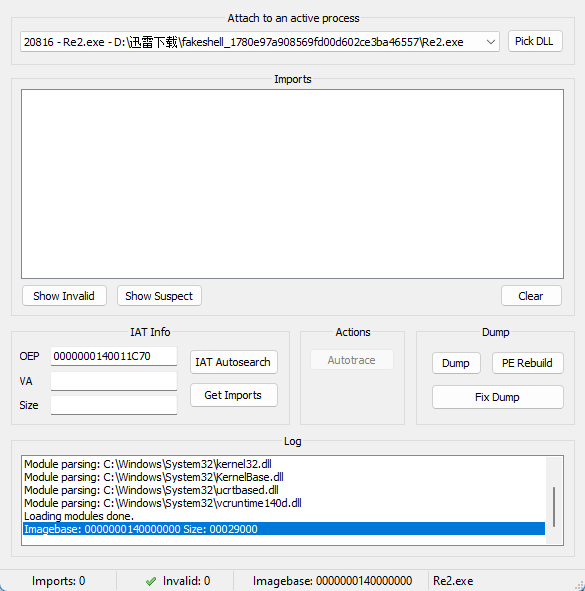 Attach to an active process
20816 - Re2.exe - D:\迅雷下载\fakeshell_1780e97a908569fd00d602ce3ba46557\Re2.exe
Pick DLL
Imports
Show Invalid
Show Suspect
Clear
IAT Info
OEP 0000000140011C70
IAT Autosearch
VA
Size
Get Imports
Actions
Autotrace
Dump
Dump
PE Rebuild
Fix Dump
Log
Module parsing: C:\Windows\System32\kernel32.dll
Module parsing: C:\Windows\System32\KernelBase.dll
Module parsing: C:\Windows\System32\ucrtbased.dll
Module parsing: C:\Windows\System32\vcruntime140d.dll
Loading modules done.
Imagebase: 0000000140000000 Size: 00029000
Imports: 0
Invalid: 0
Imagebase: 0000000140000000
Re2.exe